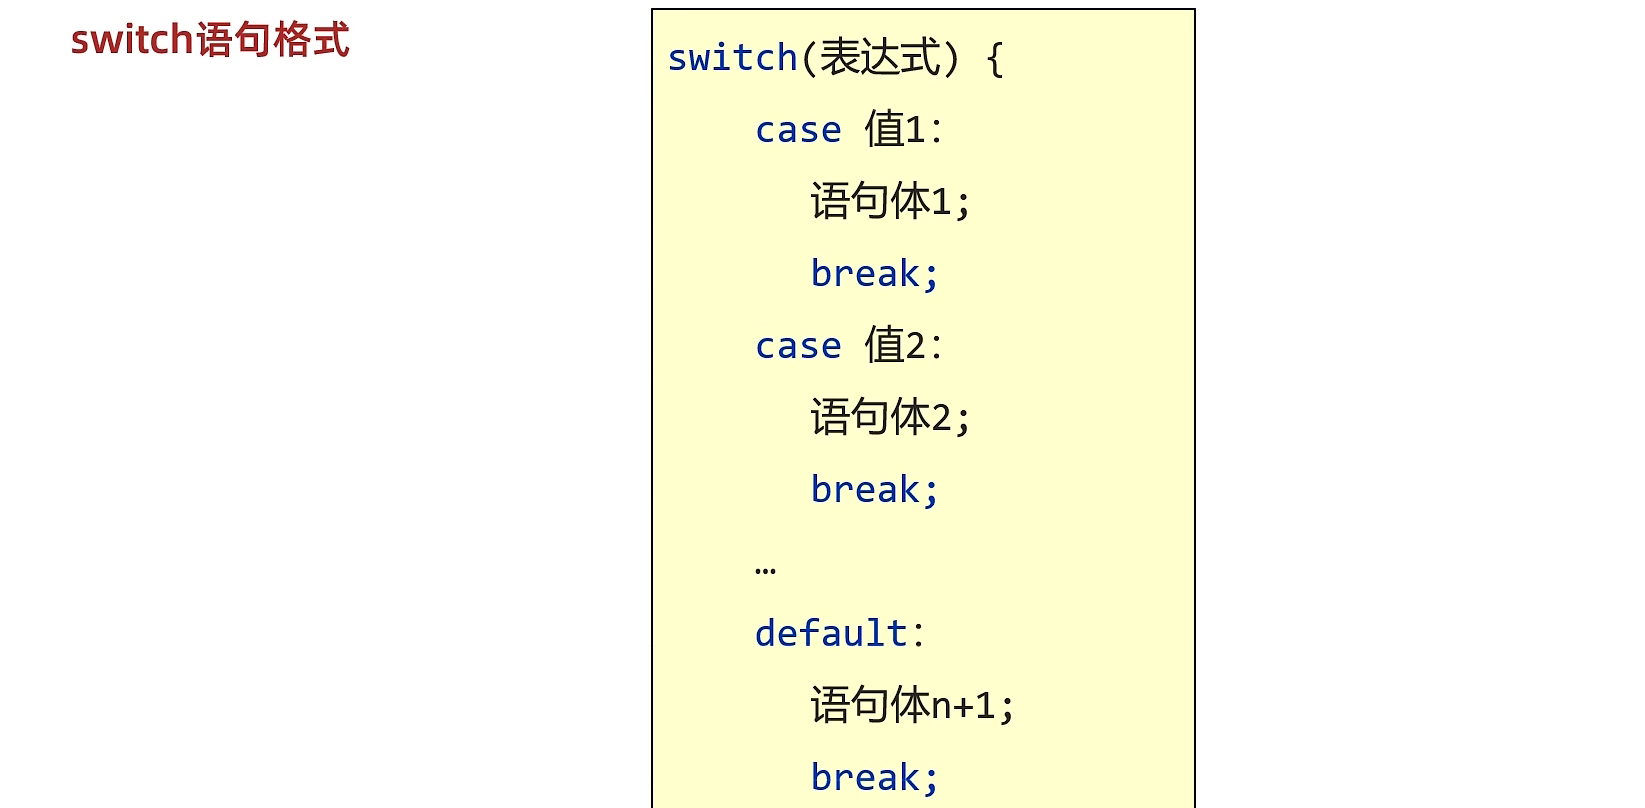 switch语句格式
switch(表达式) {
case 值1:
语句体1;
break;
case 值2:
语句体2;
break;
…
default:
语句体n+1;
break;